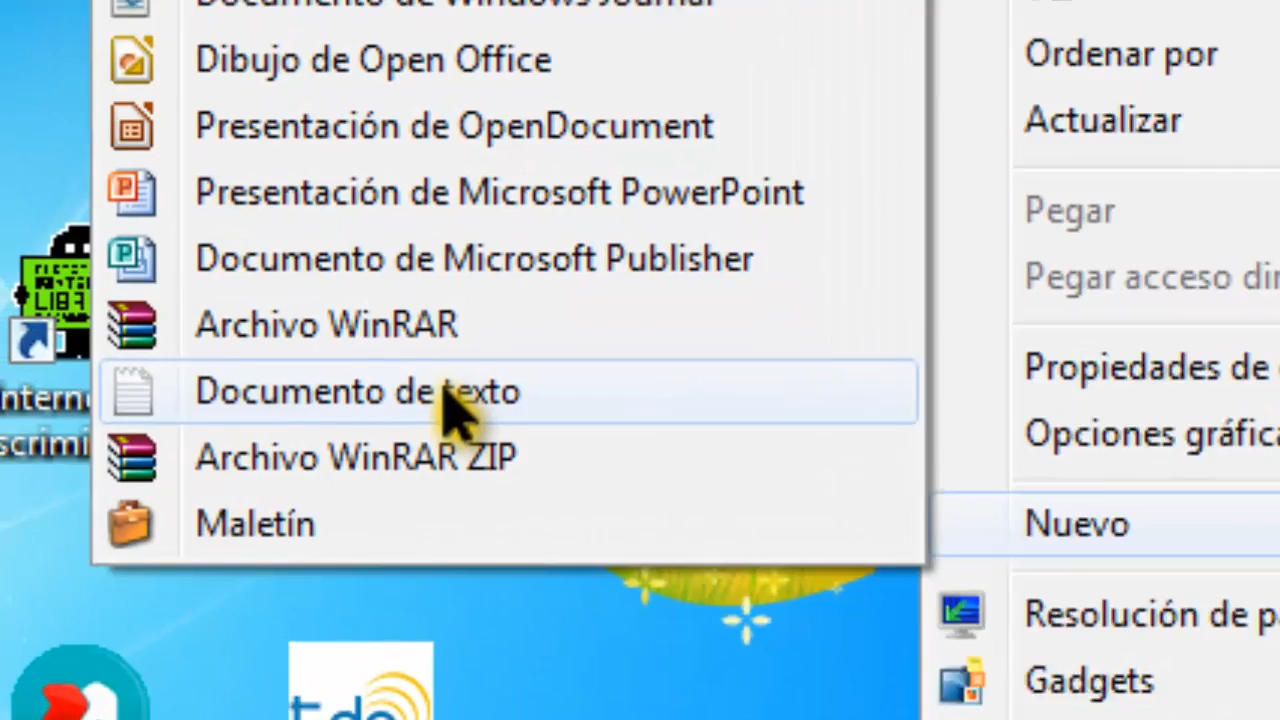 Documento de Windows Journal
Dibujo de Open Office
Presentación de OpenDocument
Presentación de Microsoft PowerPoint
Documento de Microsoft Publisher
Archivo WinRAR
Documento de texto
Archivo WinRAR ZIP
Maletín
Ordenar por
Actualizar
Pegar
Pegar acceso di
Propiedades de
Opciones gráfica
Nuevo
Resolución de pa
Gadgets